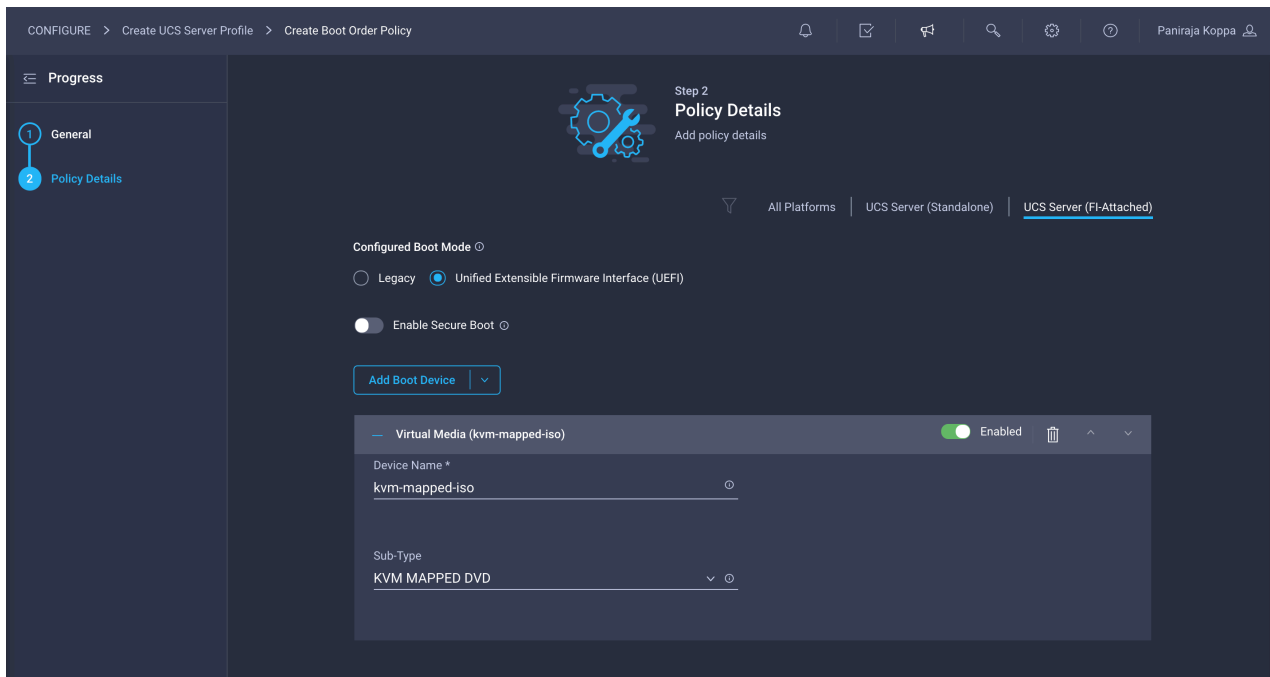 CONFIGURE > Create UCS Server Profile > Create Boot Order Policy
Paniraja Koppa
Progress
1 General
2 Policy Details
Step 2
Policy Details
Add policy details
All Platforms | UCS Server (Standalone) | UCS Server (FI-Attached)
Configured Boot Mode
Legacy Unified Extensible Firmware Interface (UEFI)
Enable Secure Boot
Add Boot Device
— Virtual Media (kvm-mapped-iso) Enabled
Device Name *
kvm-mapped-iso
Sub-Type
KVM MAPPED DVD